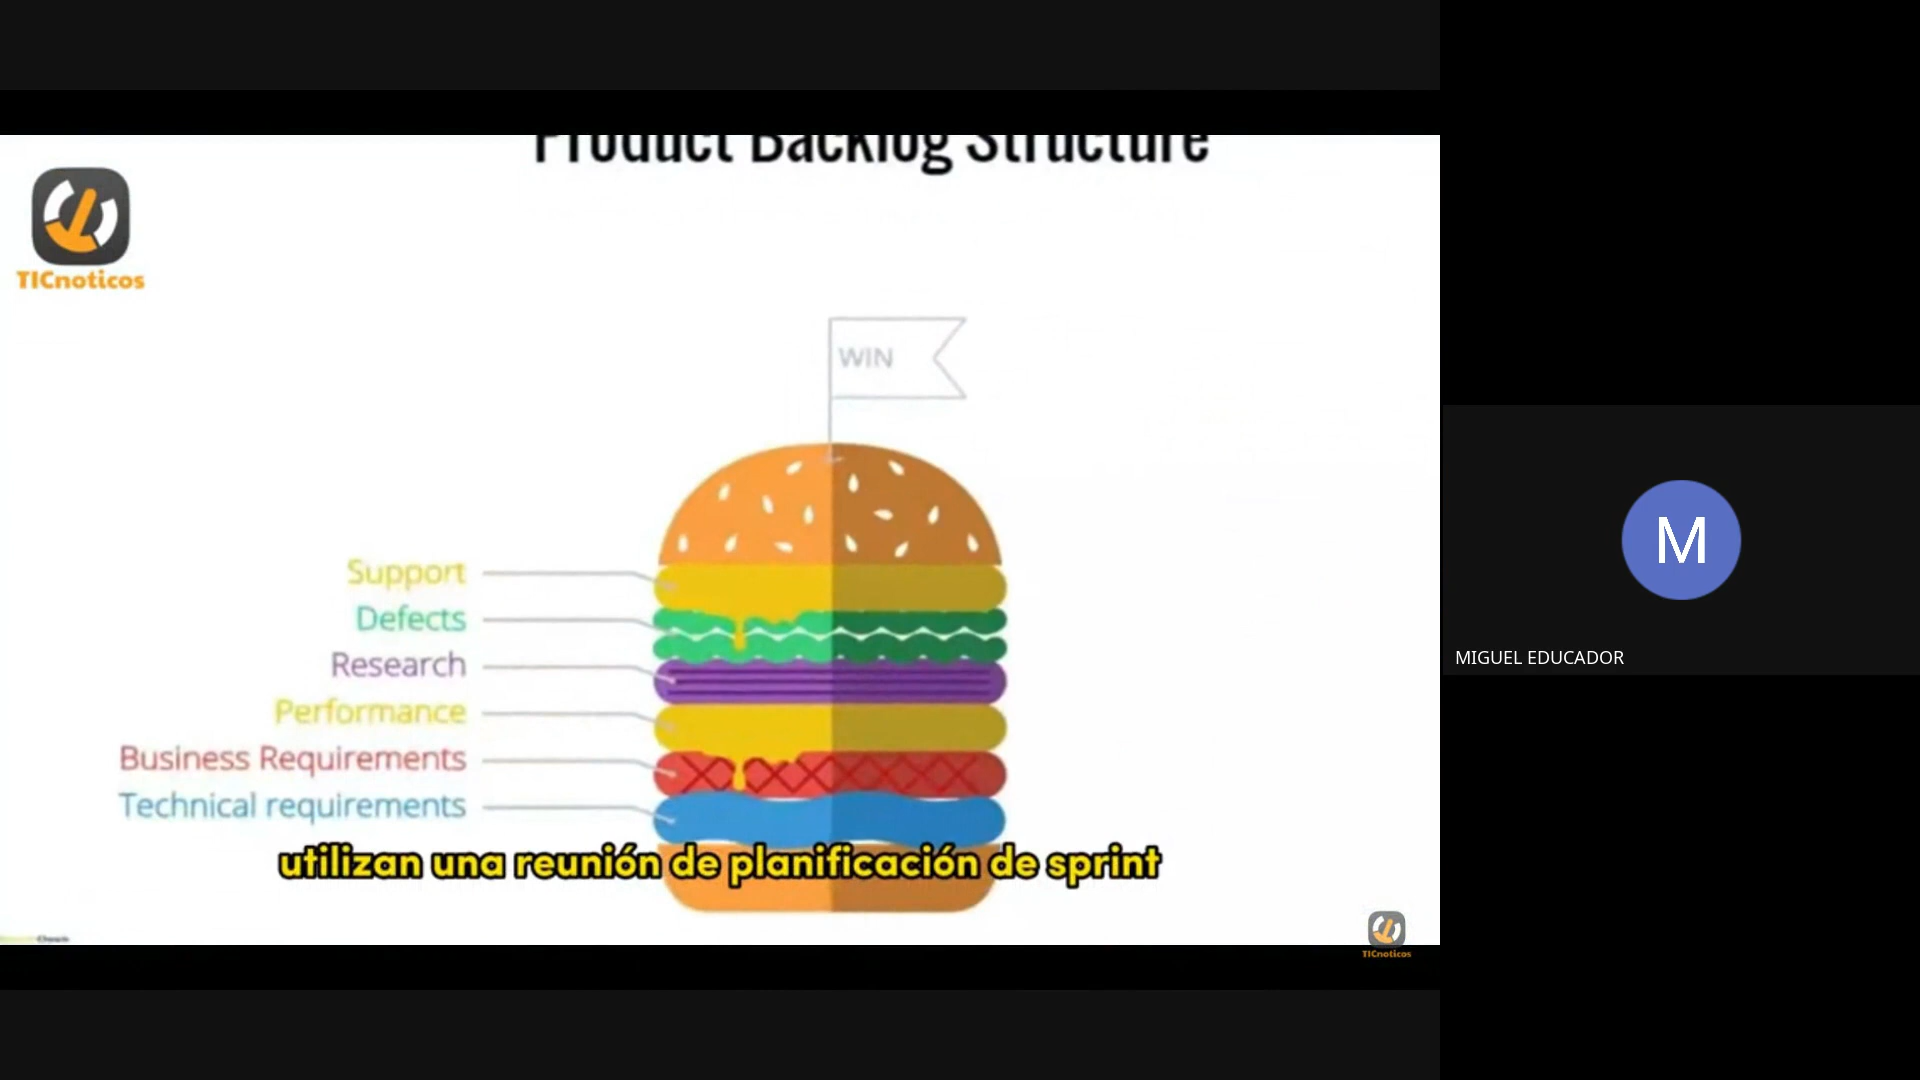 Product Backlog Structure
TICnoticos
WIN
Support
Defects
Research
Performance
Business Requirements
Technical requirements
utilizan una reunión de planificación de sprint
TICnoticos
M
MIGUEL EDUCADOR